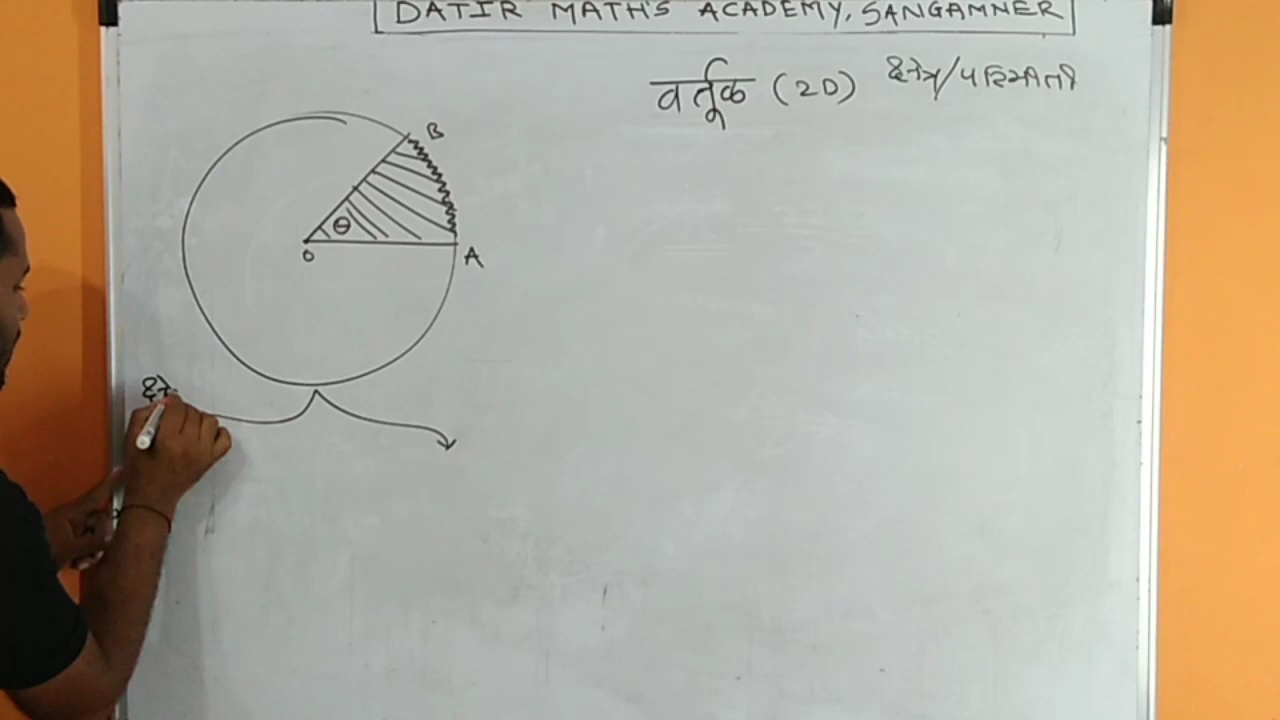 DATIR MATH'S ACADEMY, SANGAMNER
वर्तूळ (2D) क्षेत्र/परिमिती
B
θ
O
A
क्षे